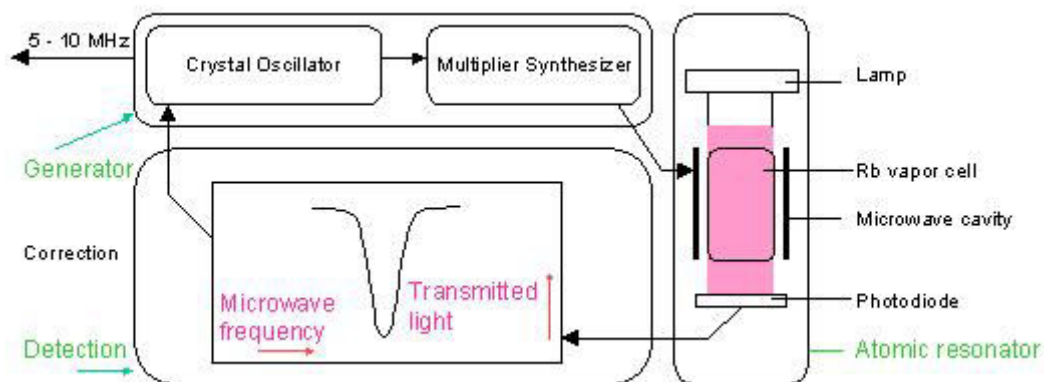 5 - 10 MHz
Crystal Oscillator
Multiplier Synthesizer
Lamp
Generator
Rb vapor cell
Microwave cavity
Correction
Microwave
frequency
Transmitted
light
Photodiode
Detection
Atomic resonator